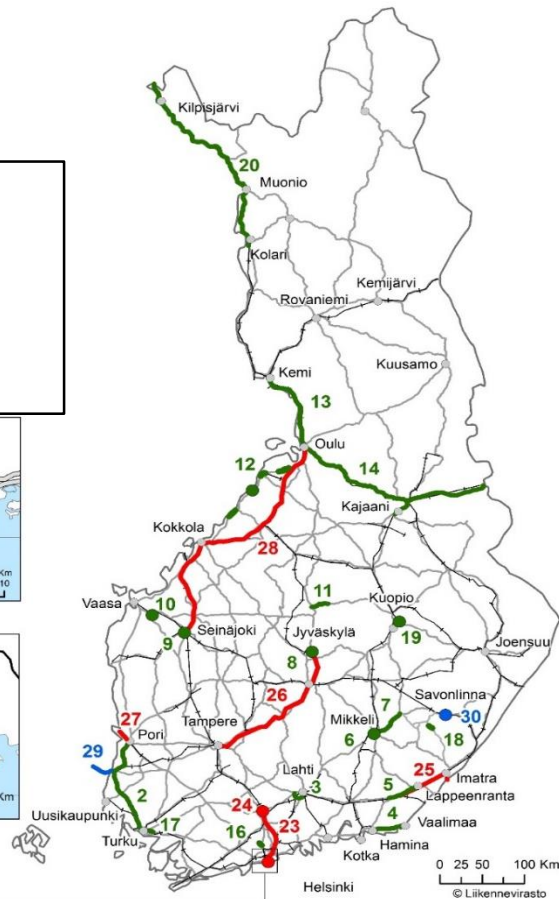 Kilpisjärvi
20
Muonio
Kolari
Kemijärvi
Rovaniemi
Kuusamo
Kemi
13
Oulu
12
14
Kajaani
Kokkola
28
11
Kuopio
Vaasa
10
Seinäjoki
9
Jyväskylä
19
Joensuu
8
26
7
Savonlinna
27
Mikkeli
30
Pori
Tampere
6
18
29
Lahti
25
Imatra
2
24
3
5
Lappeenranta
23
4
Vaalimaa
Uusikaupunki
17
16
Hamina
Turku
Kotka
Helsinki
0 25 50 100 Km
© Liikennevirasto
Km
10
Km